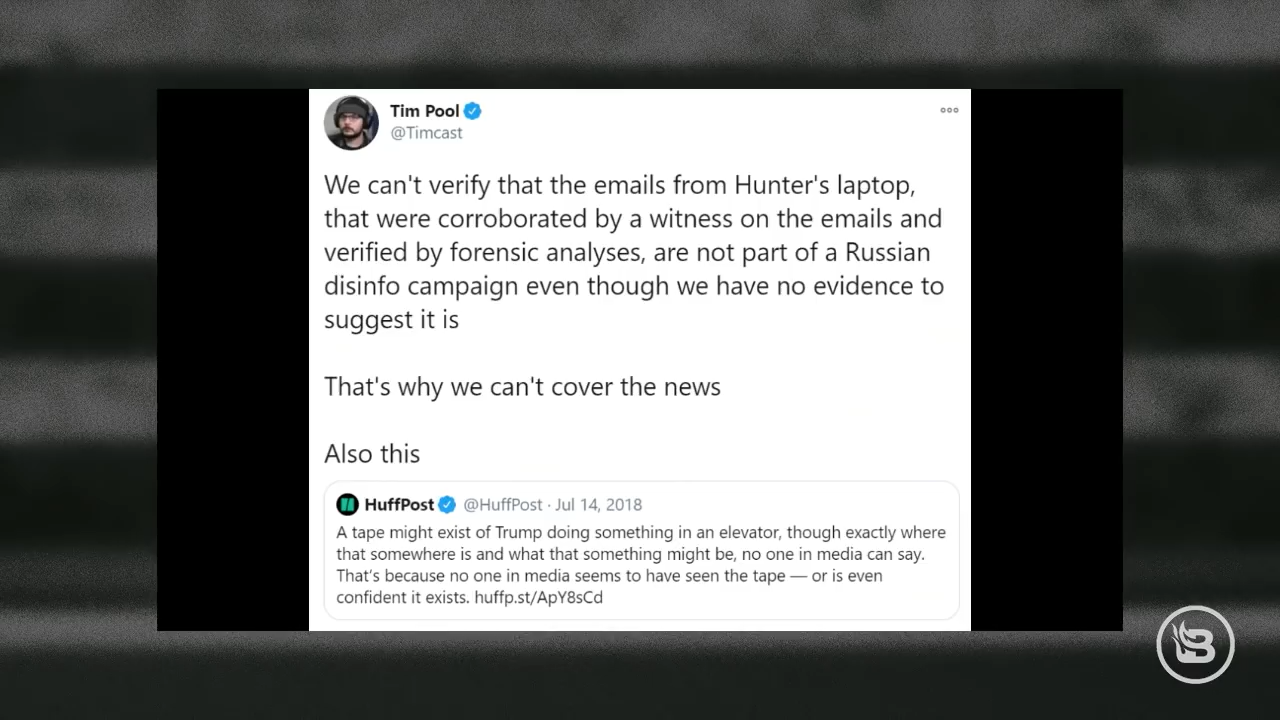 Tim Pool
@Timcast
We can't verify that the emails from Hunter's laptop,
that were corroborated by a witness on the emails and
verified by forensic analyses, are not part of a Russian
disinfo campaign even though we have no evidence to
suggest it is
That's why we can't cover the news
Also this
HuffPost @HuffPost · Jul 14, 2018
A tape might exist of Trump doing something in an elevator, though exactly where
that somewhere is and what that something might be, no one in media can say.
That's because no one in media seems to have seen the tape — or is even
confident it exists. huffp.st/ApY8sCd
B